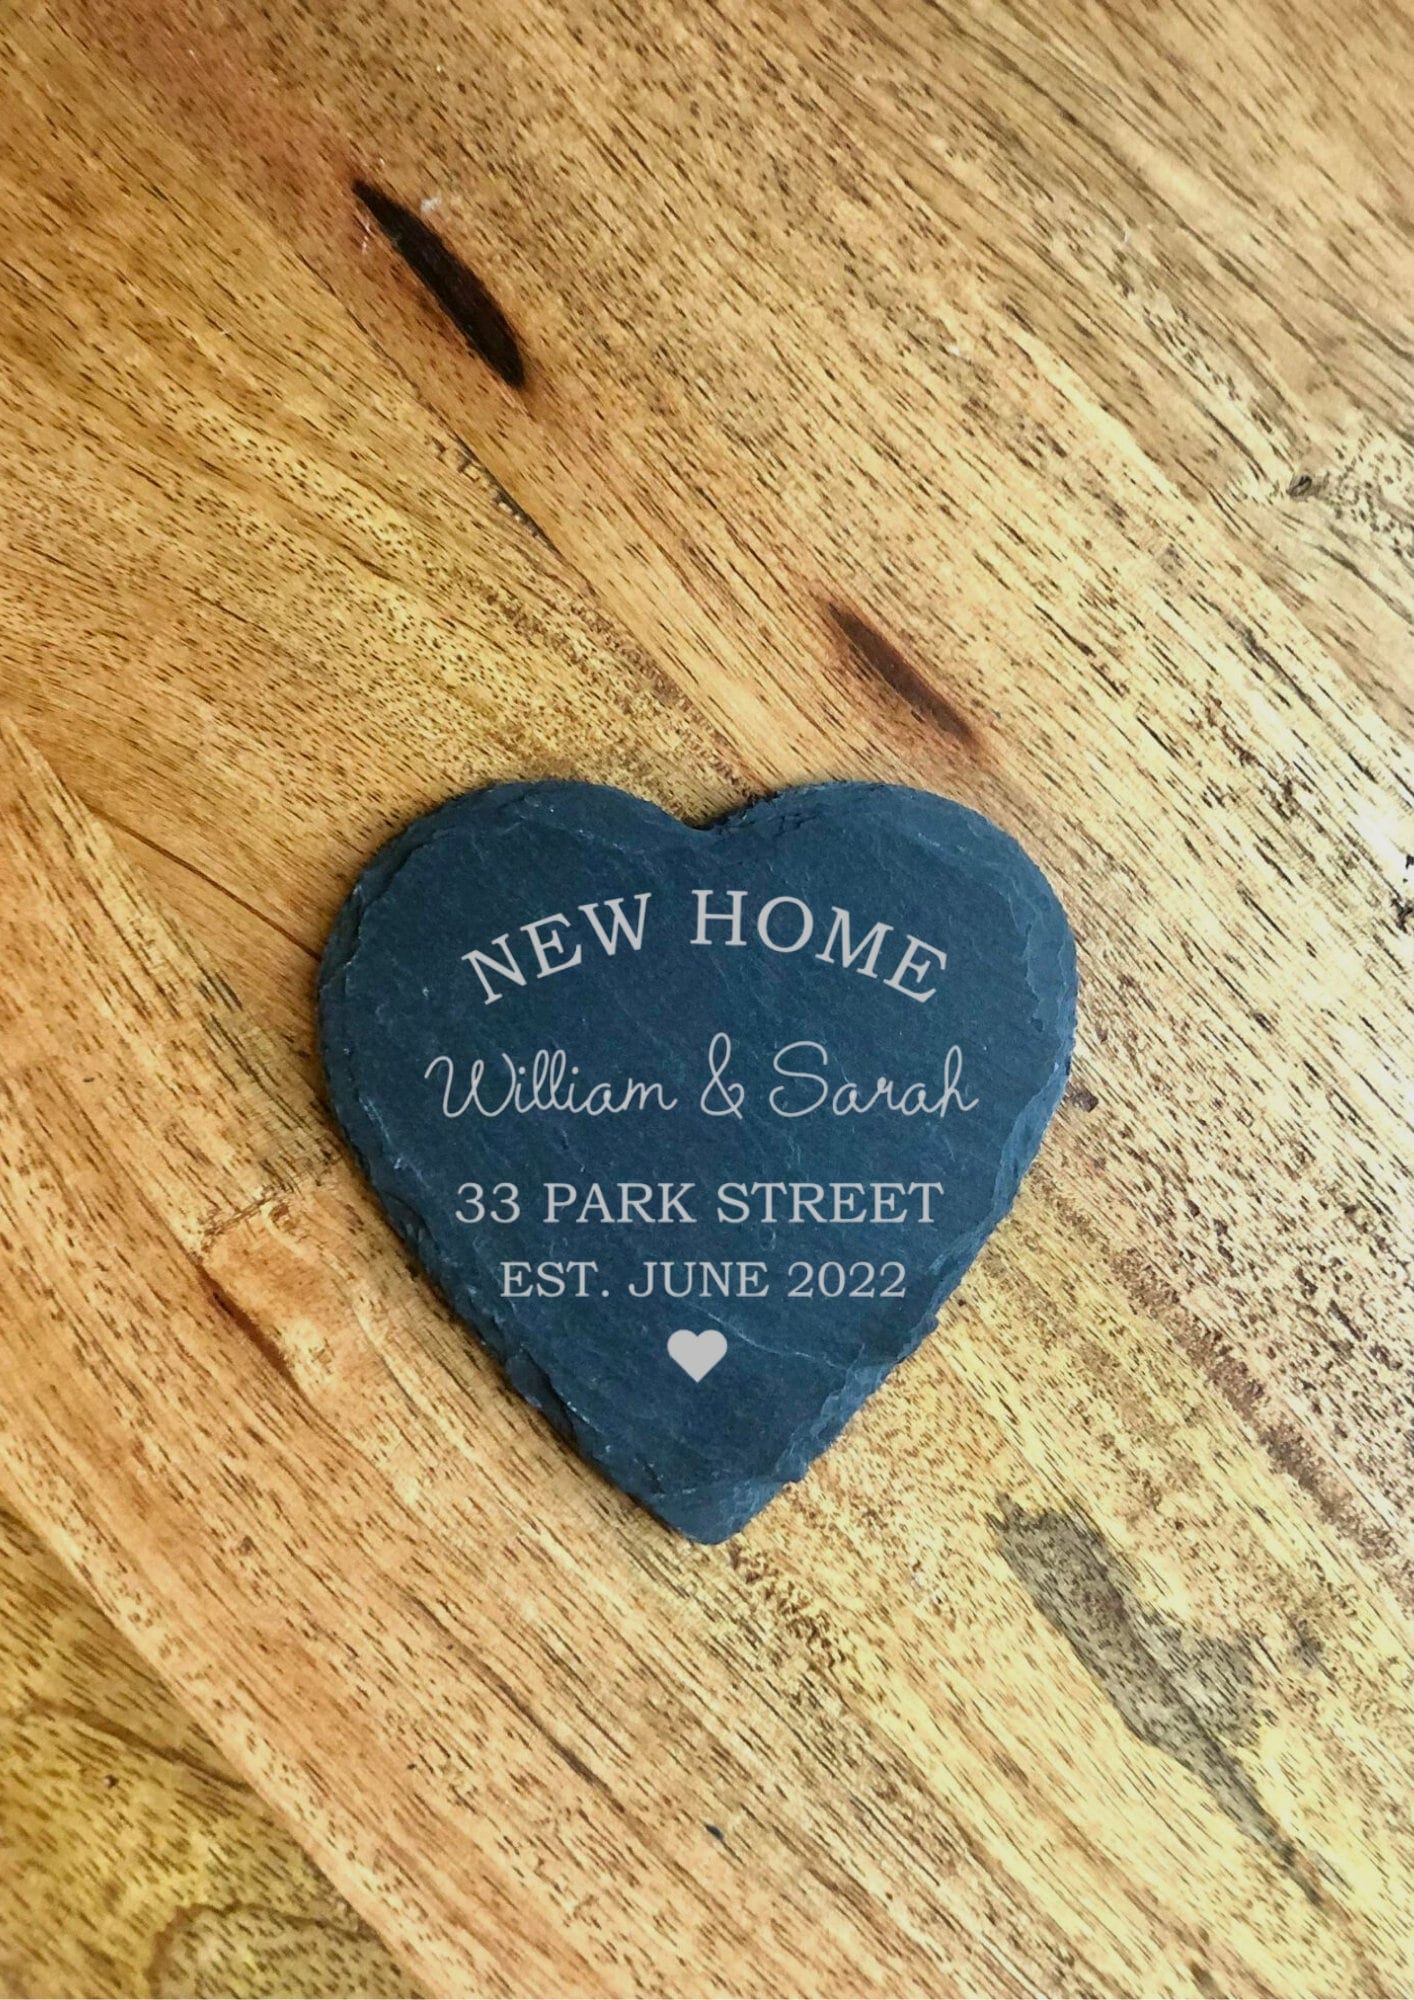 NEW HOME
William & Sarah
33 PARK STREET
EST. JUNE 2022